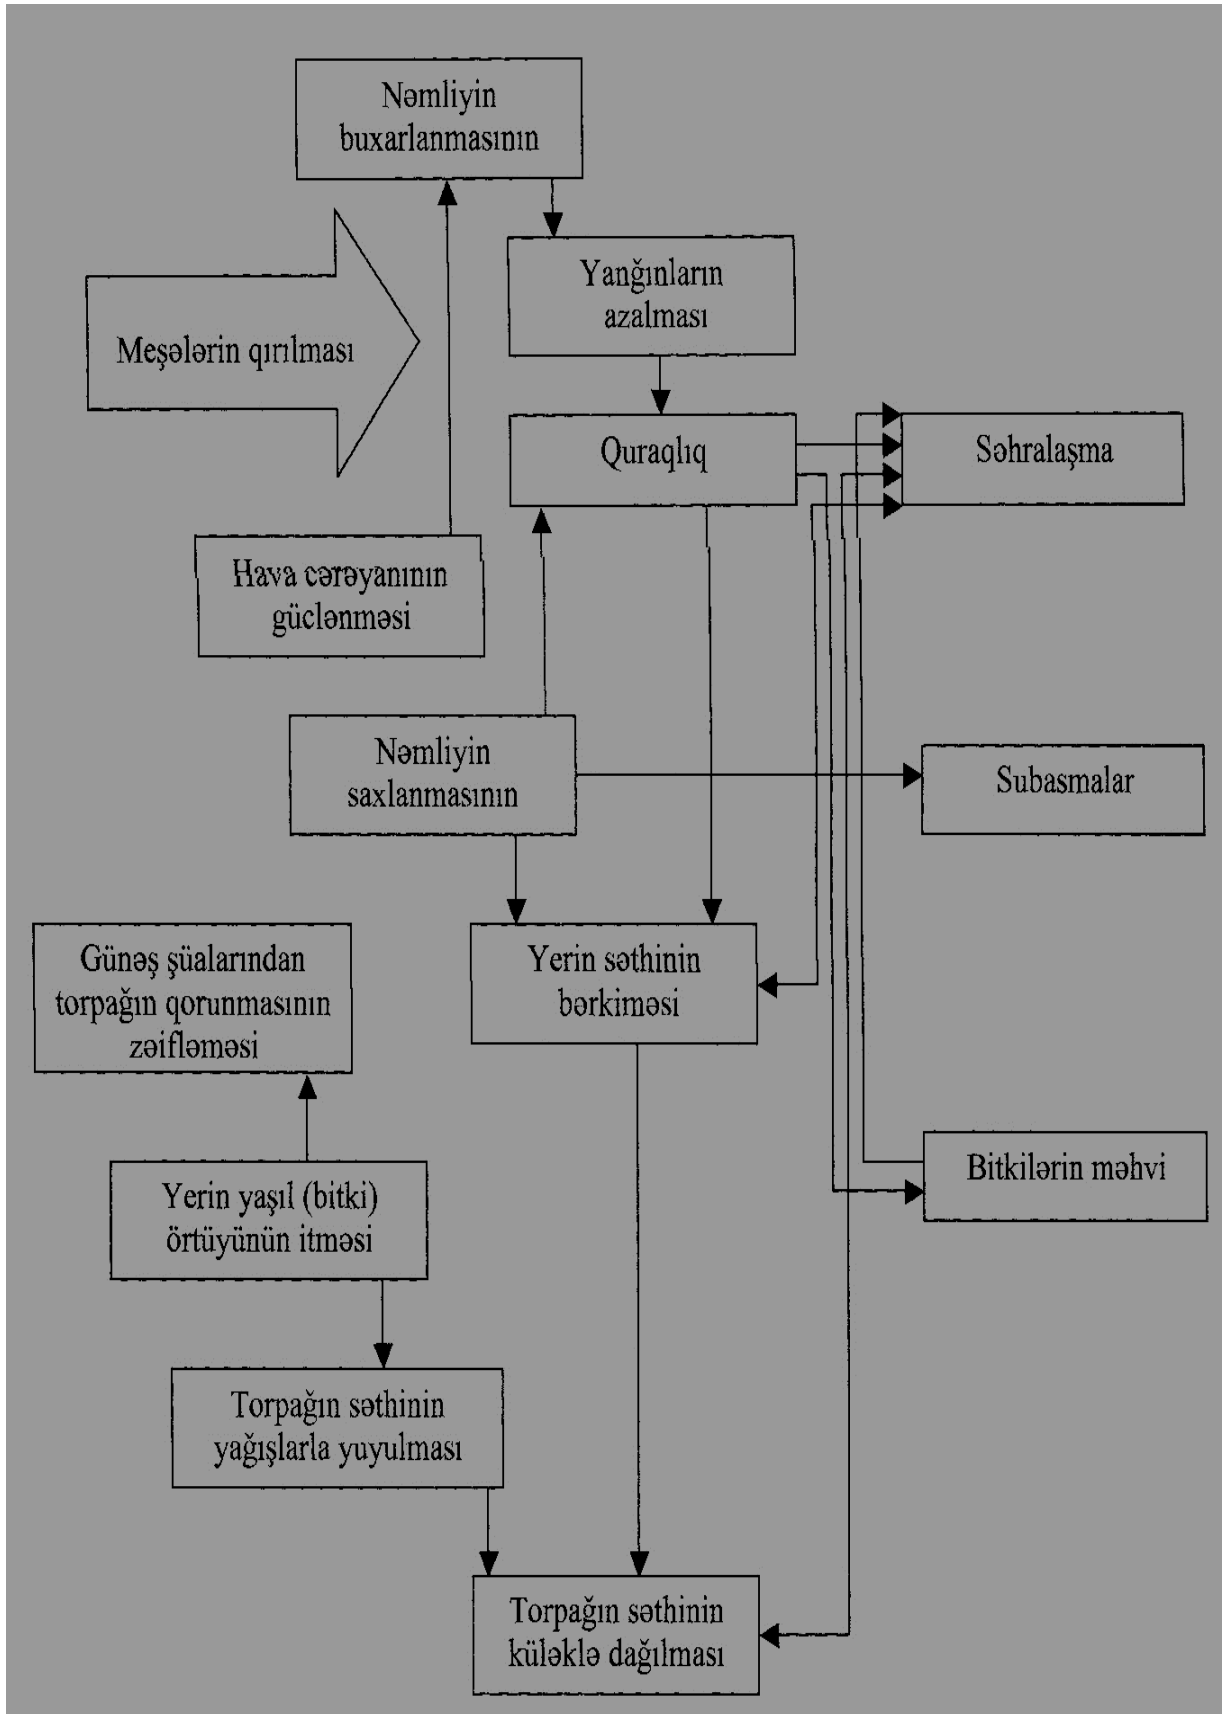 Nəmliyin
buxarlanmasının
Yanğınların
azalması
Meşələrin qırılması
Quraqlıq
Səhralaşma
Hava cərəyanının
güclənməsi
Nəmliyin
saxlanmasının
Subasmalar
Yerin səthinin
bərkiməsi
Günəş şüalarından
torpağın qorunmasının
zəifləməsi
Bitkilərin məhvi
Yerin yaşıl (bitki)
örtüyünün itməsi
Torpağın səthinin
yağışlarla yuyulması
Torpağın səthinin
küləklə dağılması